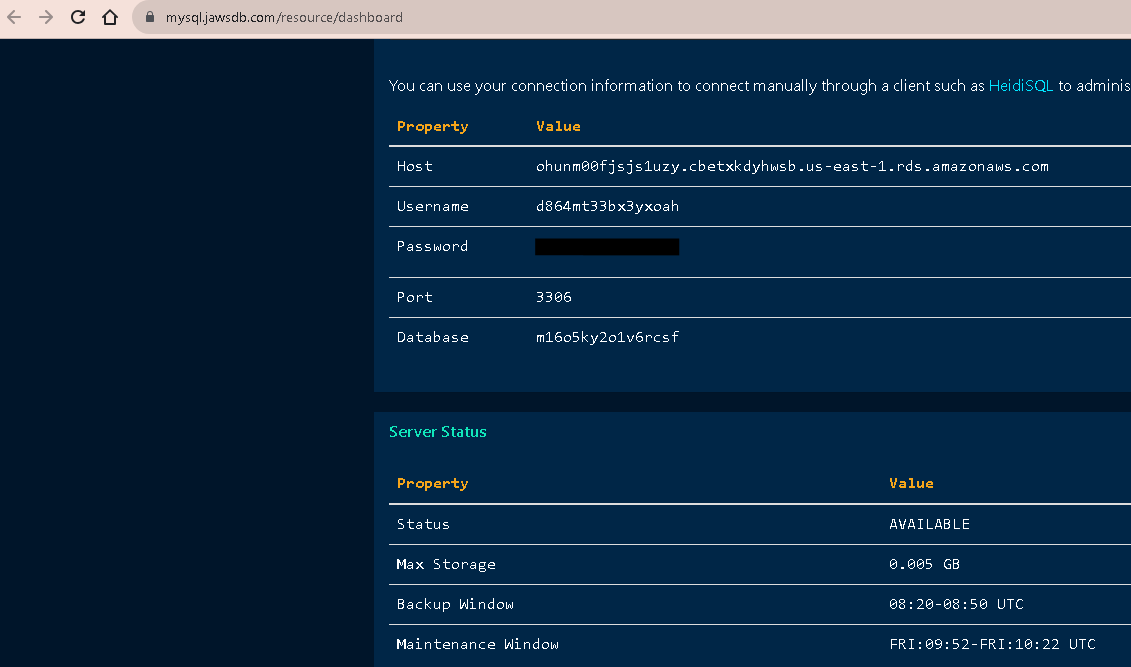 mysql.jawsdb.com/resource/dashboard
You can use your connection information to connect manually through a client such as HeidiSQL to adminis
Property Value
Host ohunm00fjsjs1uzy.cbetxkdyhwsb.us-east-1.rds.amazonaws.com
Username d864mt33bx3yxoah
Password
Port 3306
Database m16o5ky2o1v6rcsf
Server Status
Property Value
Status AVAILABLE
Max Storage 0.005 GB
Backup Window 08:20-08:50 UTC
Maintenance Window FRI:09:52-FRI:10:22 UTC